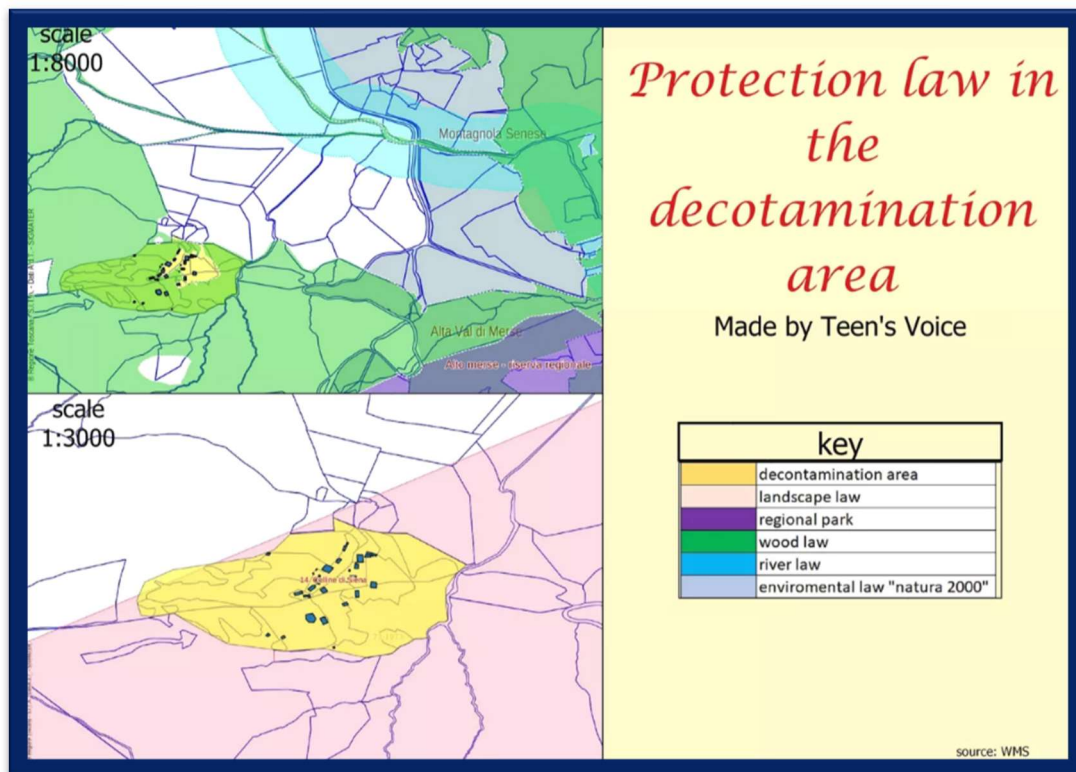 scale
1:8000
Montagnola Senese
Alta Val di Merse
Alto merse - riserva regionale
scale
1:3000
Protection law in
the
decotamination
area
Made by Teen's Voice
key
decontamination area
landscape law
regional park
wood law
river law
enviromental law "natura 2000"
source: WMS